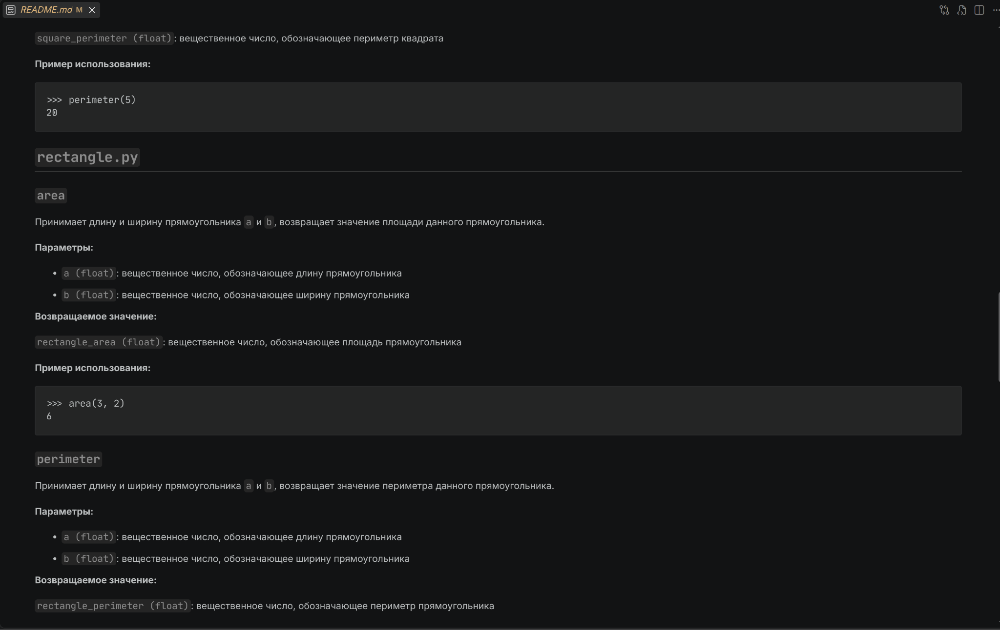 README.md M
square_perimeter (float): вещественное число, обозначающее периметр квадрата
Пример использования:
>>> perimeter(5)
20
rectangle.py
area
Принимает длину и ширину прямоугольника a и b, возвращает значение площади данного прямоугольника.
Параметры:
• a (float): вещественное число, обозначающее длину прямоугольника
• b (float): вещественное число, обозначающее ширину прямоугольника
Возвращаемое значение:
rectangle_area (float): вещественное число, обозначающее площадь прямоугольника
Пример использования:
>>> area(3, 2)
6
perimeter
Принимает длину и ширину прямоугольника a и b, возвращает значение периметра данного прямоугольника.
Параметры:
• a (float): вещественное число, обозначающее длину прямоугольника
• b (float): вещественное число, обозначающее ширину прямоугольника
Возвращаемое значение:
rectangle_perimeter (float): вещественное число, обозначающее периметр прямоугольника